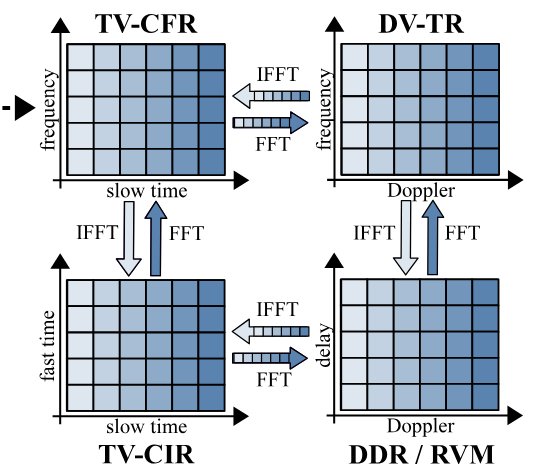 TV-CFR
DV-TR
frequency
IFFT
FFT
frequency
slow time
Doppler
IFFT
FFT
IFFT
FFT
fast time
IFFT
FFT
delay
slow time
Doppler
TV-CIR
DDR / RVM